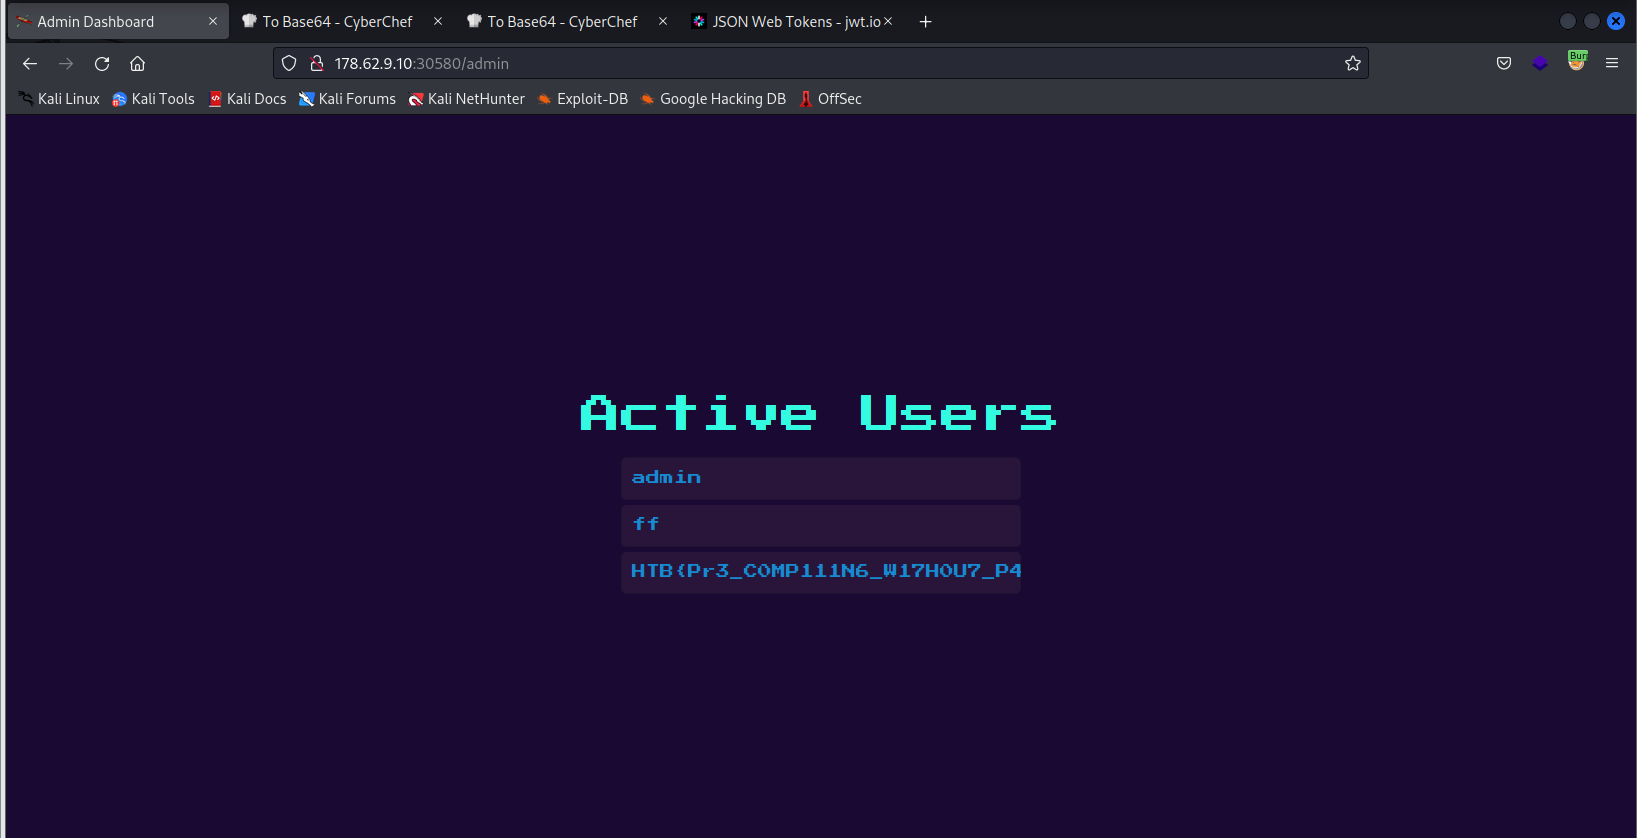 Admin Dashboard
To Base64 - CyberChef
To Base64 - CyberChef
JSON Web Tokens - jwt.io
178.62.9.10:30580/admin
Bur
Kali Linux
Kali Tools
Kali Docs
Kali Forums
Kali NetHunter
Exploit-DB
Google Hacking DB
OffSec
Active Users
admin
ff
HTB{Pr3_C0MP111N6_W17H0U7_P4